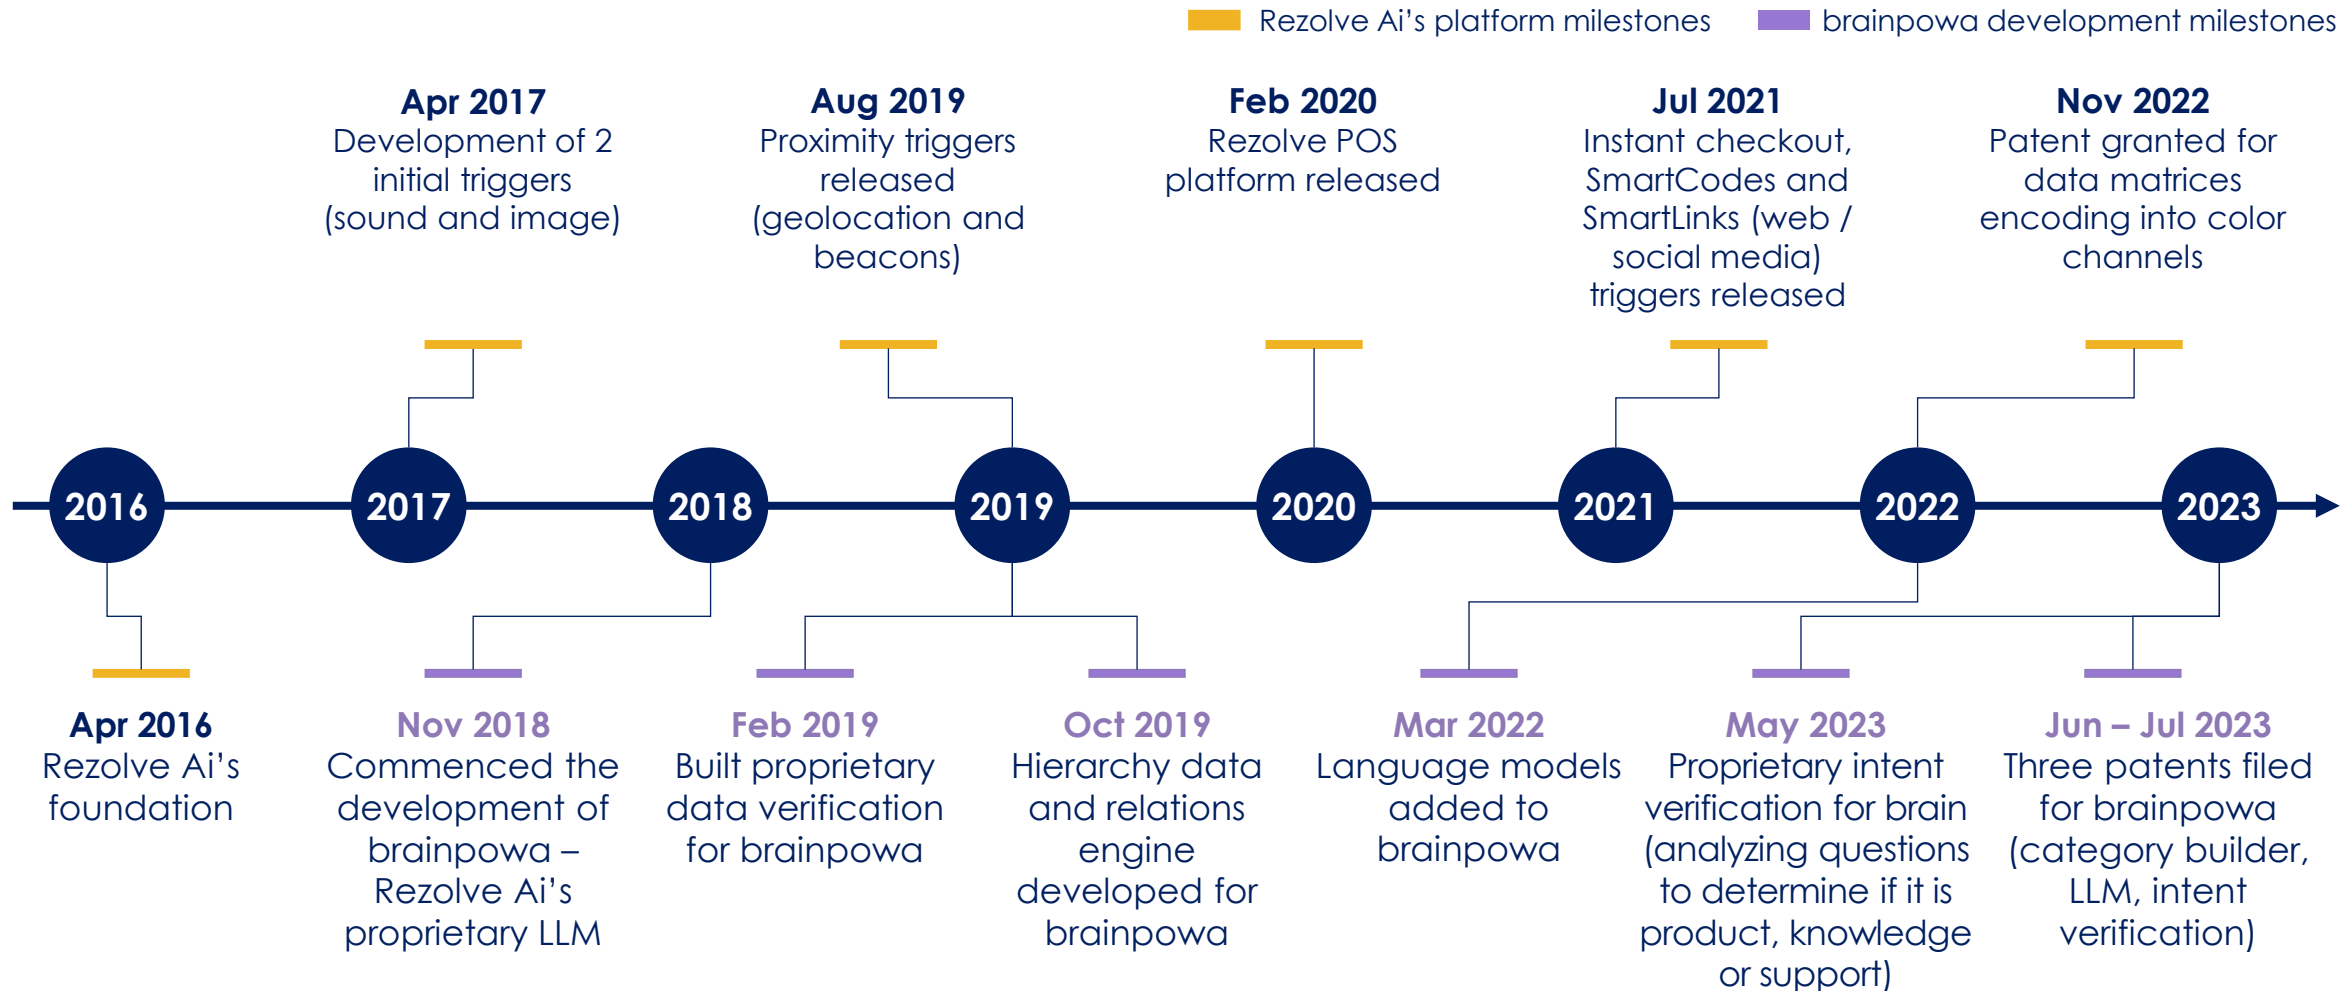 Rezolve Ai’s platform milestones
brainpowa development milestones
Apr 2017
Development of 2
initial triggers
(sound and image)
Aug 2019
Proximity triggers
released
(geolocation and
beacons)
Feb 2020
Rezolve POS
platform released
Jul 2021
Instant checkout,
SmartCodes and
SmartLinks (web /
social media)
triggers released
Nov 2022
Patent granted for
data matrices
encoding into color
channels
2016
2017
2018
2019
2020
2021
2022
2023
Apr 2016
Rezolve Ai’s
foundation
Nov 2018
Commenced the
development of
brainpowa –
Rezolve Ai’s
proprietary LLM
Feb 2019
Built proprietary
data verification
for brainpowa
Oct 2019
Hierarchy data
and relations
engine
developed for
brainpowa
Mar 2022
Language models
added to
brainpowa
May 2023
Proprietary intent
verification for brain
(analyzing questions
to determine if it is
product, knowledge
or support)
Jun – Jul 2023
Three patents filed
for brainpowa
(category builder,
LLM, intent
verification)